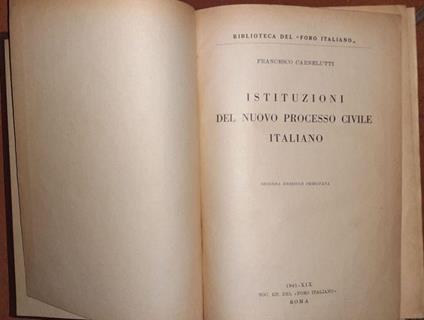 BIBLIOTECA DEL "FORO ITALIANO„
FRANCESCO CARNELUTTI
ISTITUZIONI
DEL NUOVO PROCESSO CIVILE
ITALIANO
SECONDA EDIZIONE EMENDATA
1941-XIX
SOC. ED. DEL «FORO ITALIANO»
ROMA